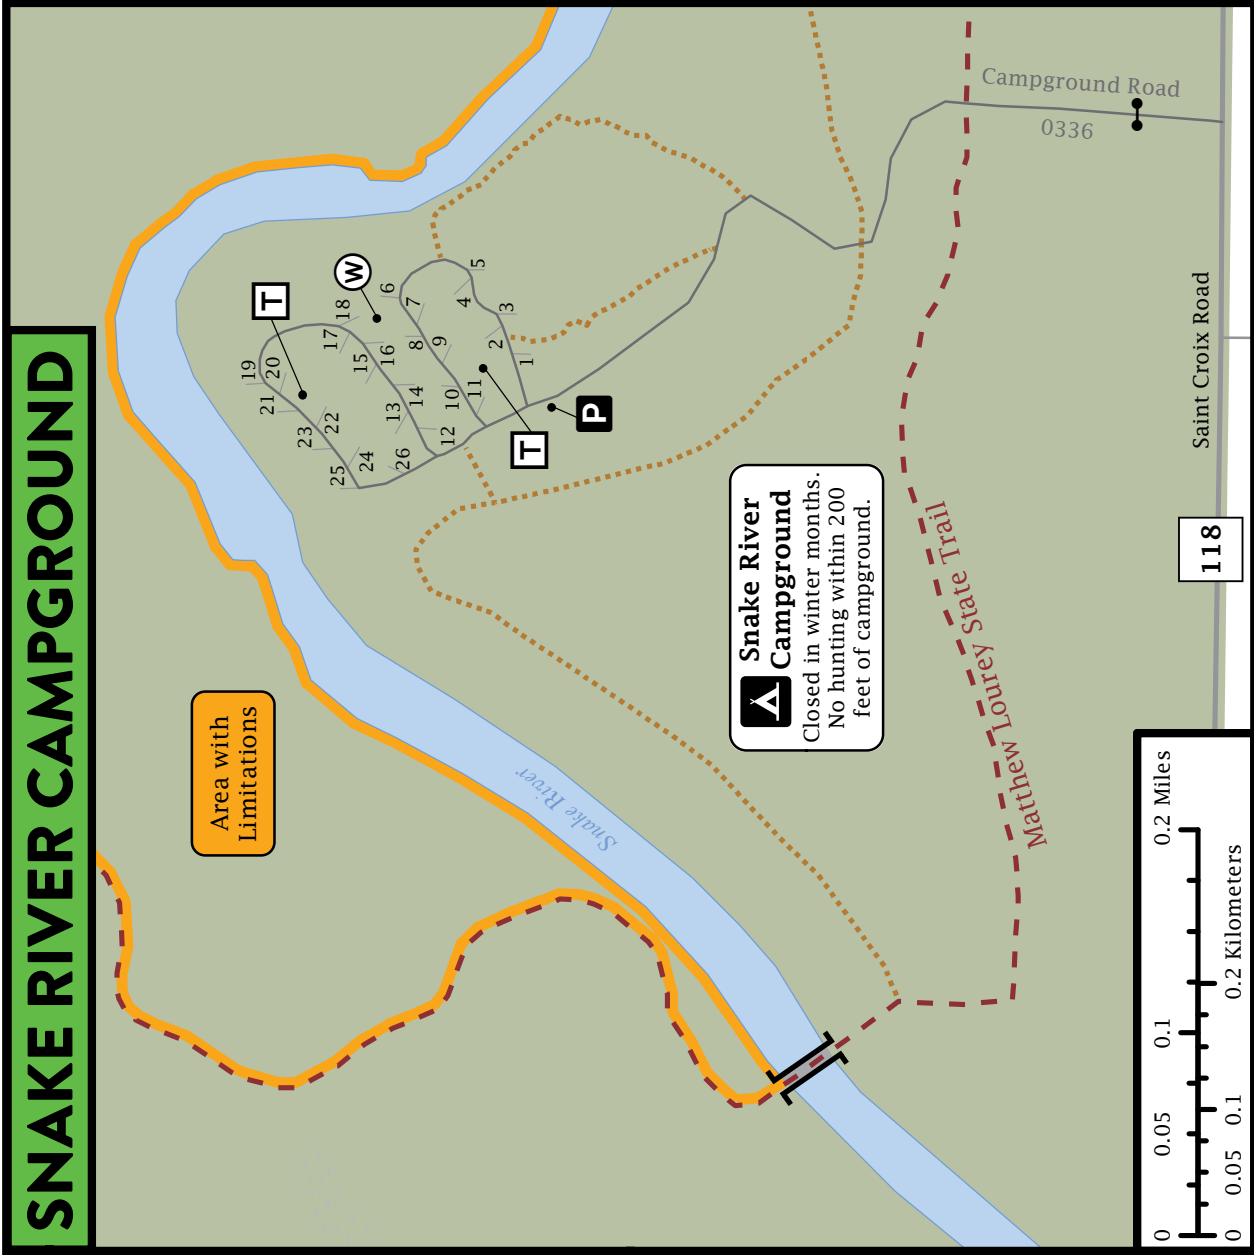 SNAKE RIVER CAMPGROUND
Area with
Limitations
19
20
21
T
18
W
17
6
5
7
4
3
15
16
8
9
2
1
23
22
13
14
10
11
25
24
26
12
T
P
Snake River
Snake River
Campground
Closed in winter months.
No hunting within 200
feet of campground.
Matthew Lourey State Trail
Campground Road
0336
Saint Croix Road
118
0 0.05 0.1 0.2 Miles
0 0.05 0.1 0.2 Kilometers